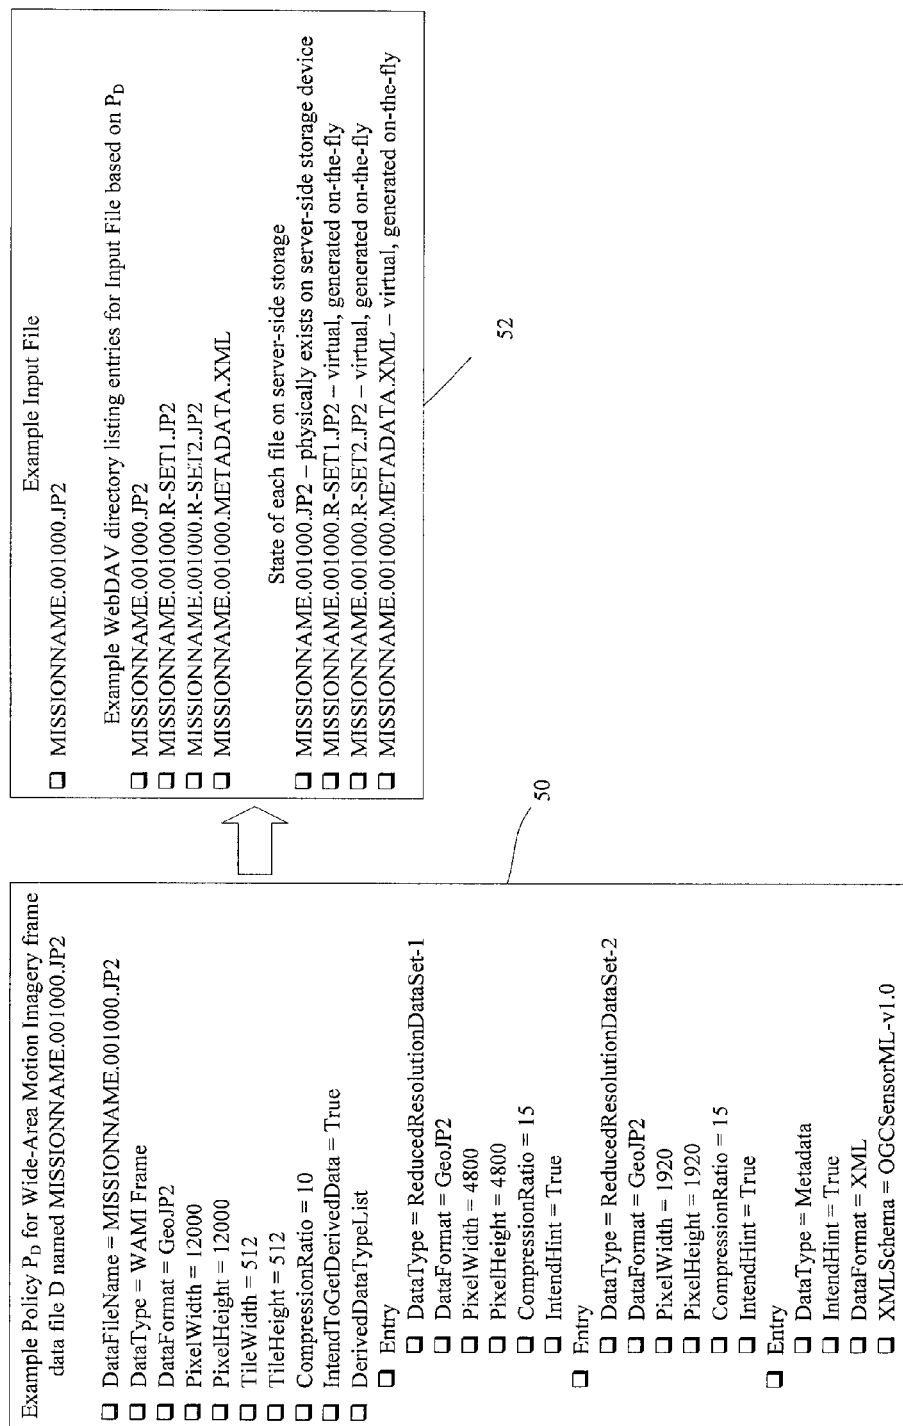 Example Policy P_D for Wide-Area Motion Imagery frame
data file D named MISSIONNAME.001000.JP2
❑ DataFileName = MISSIONNAME.001000.JP2
❑ DataType = WAMI Frame
❑ DataFormat = GeoJP2
❑ PixelWidth = 12000
❑ PixelHeight = 12000
❑ TileWidth = 512
❑ TileHeight = 512
❑ CompressionRatio = 10
❑ IntendToGetDerivedData = True
❑ DerivedDataTypeList
❑ Entry
❑ DataType = ReducedResolutionDataSet-1
❑ DataFormat = GeoJP2
❑ PixelWidth = 4800
❑ PixelHeight = 4800
❑ CompressionRatio = 15
❑ IntendHint = True
❑ Entry
❑ DataType = ReducedResolutionDataSet-2
❑ DataFormat = GeoJP2
❑ PixelWidth = 1920
❑ PixelHeight = 1920
❑ CompressionRatio = 15
❑ IntendHint = True
❑ Entry
❑ DataType = Metadata
❑ IntendHint = True
❑ DataFormat = XML
❑ XMLSchema = OGCSensorML-v1.0
50
Example Input File
❑ MISSIONNAME.001000.JP2
Example WebDAV directory listing entries for Input File based on P_D
❑ MISSIONNAME.001000.JP2
❑ MISSIONNAME.001000.R-SET1.JP2
❑ MISSIONNAME.001000.R-SET2.JP2
❑ MISSIONNAME.001000.METADATA.XML
State of each file on server-side storage
❑ MISSIONNAME.001000.JP2 – physically exists on server-side storage device
❑ MISSIONNAME.001000.R-SET1.JP2 – virtual, generated on-the-fly
❑ MISSIONNAME.001000.R-SET2.JP2 – virtual, generated on-the-fly
❑ MISSIONNAME.001000.METADATA.XML – virtual, generated on-the-fly
52